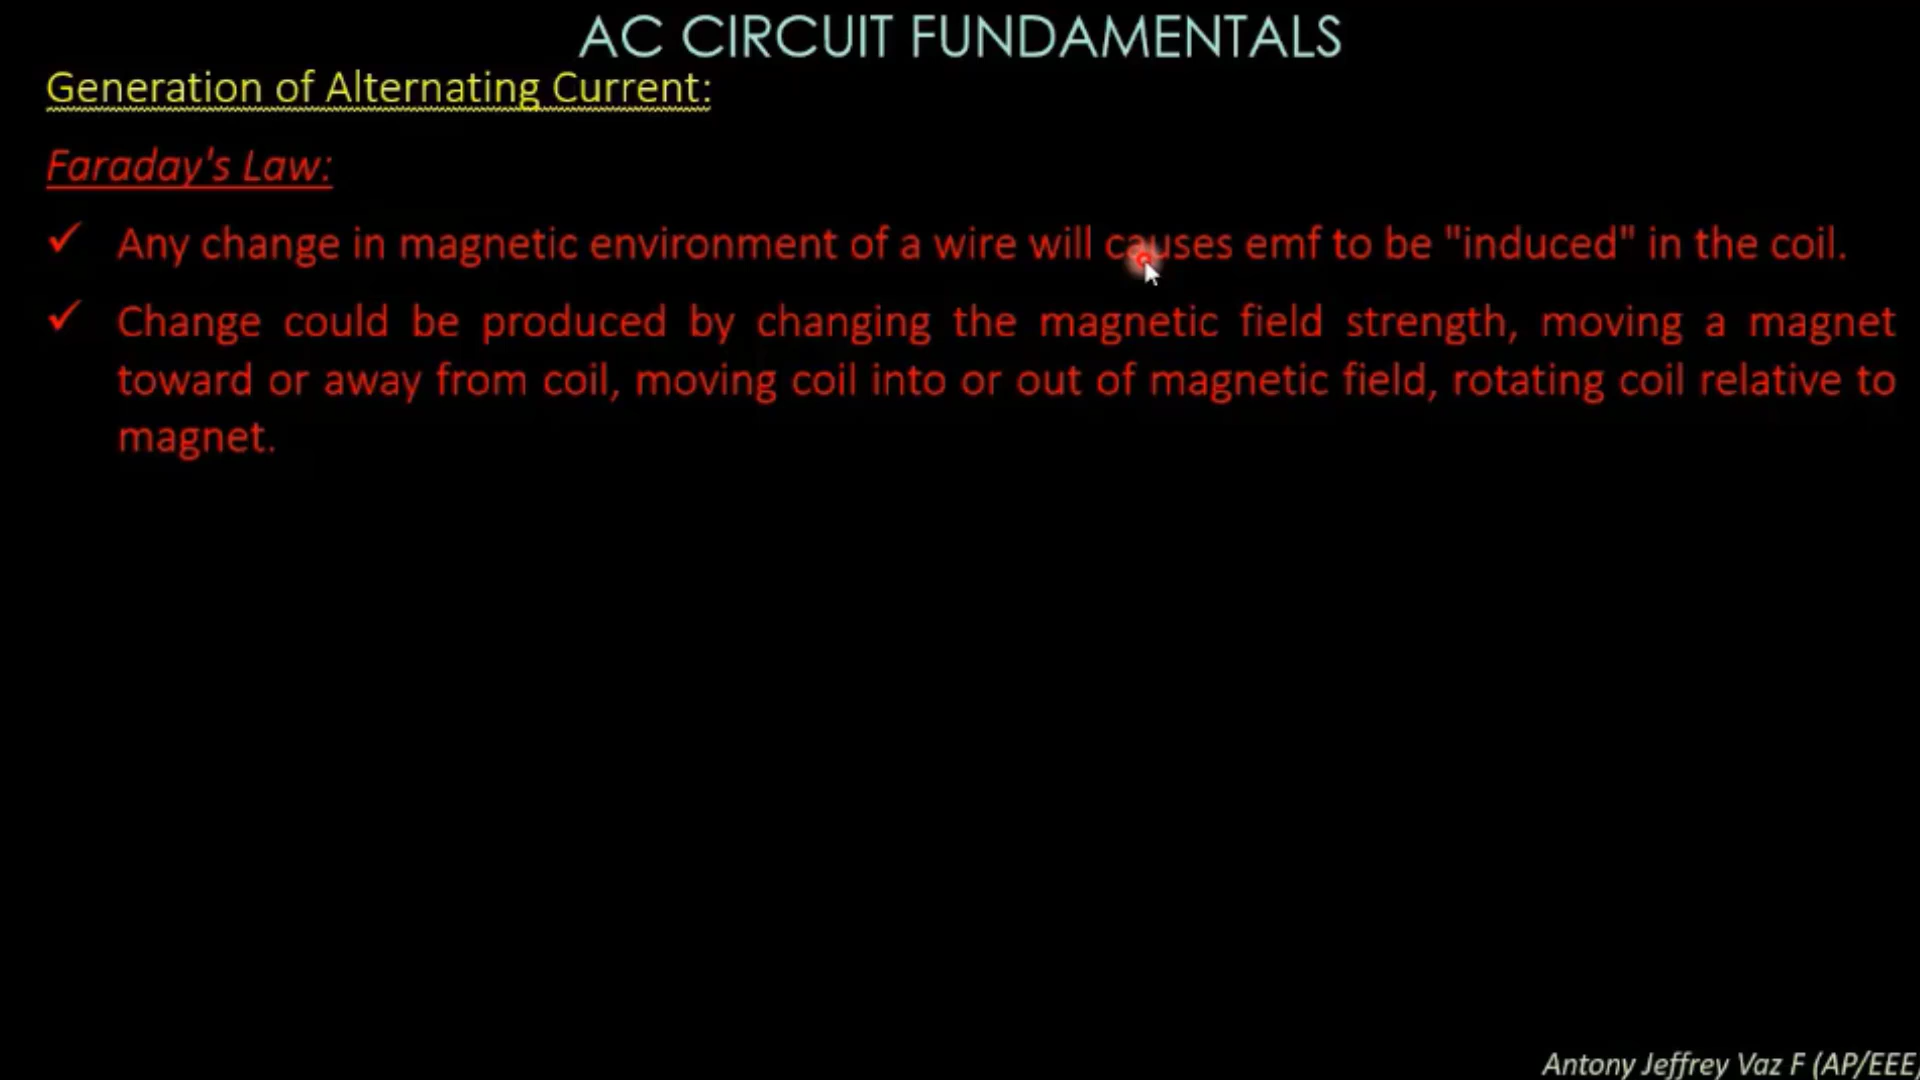 AC CIRCUIT FUNDAMENTALS
Generation of Alternating Current:
Faraday's Law:
✓ Any change in magnetic environment of a wire will causes emf to be "induced" in the coil.
✓ Change could be produced by changing the magnetic field strength, moving a magnet
toward or away from coil, moving coil into or out of magnetic field, rotating coil relative to
magnet.
Antony Jeffrey Vaz F (AP/EEE)